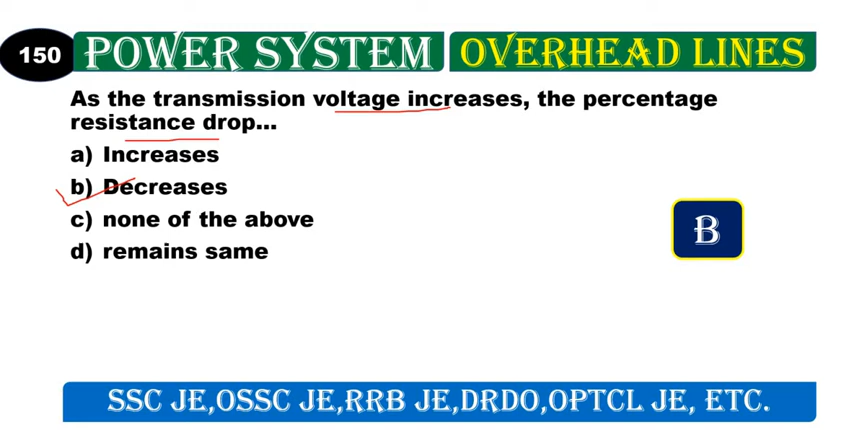 150
POWER SYSTEM
OVERHEAD LINES
As the transmission voltage increases, the percentage
resistance drop...
a) Increases
b) Decreases
c) none of the above
d) remains same
B
SSC JE,OSSC JE,RRB JE,DRDO,OPTCL JE, ETC.